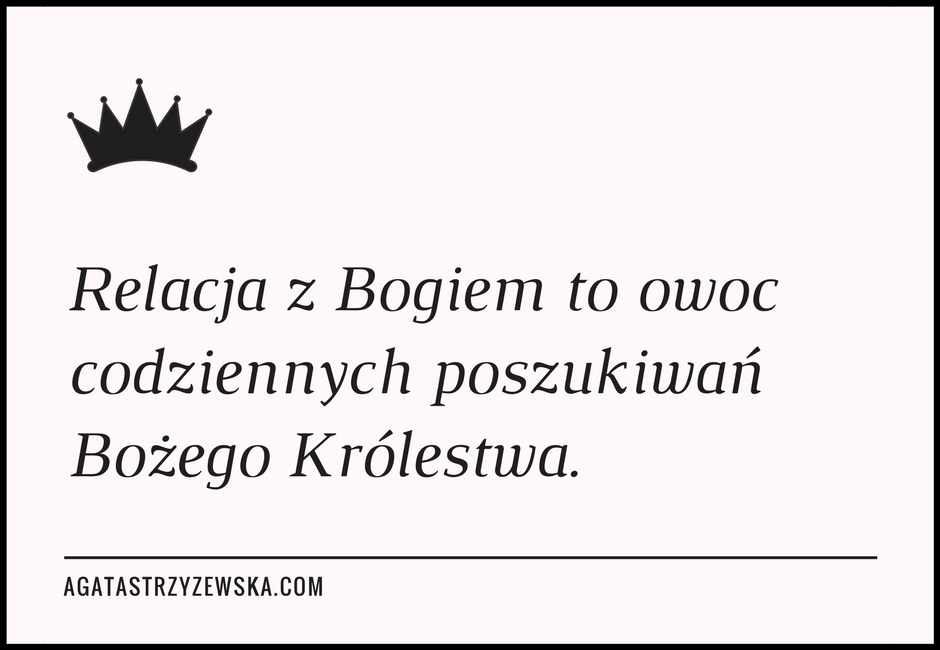 Relacja z Bogiem to owoc
codziennych poszukiwań
Bożego Królestwa.
AGATASTRZYZEWSKA.COM